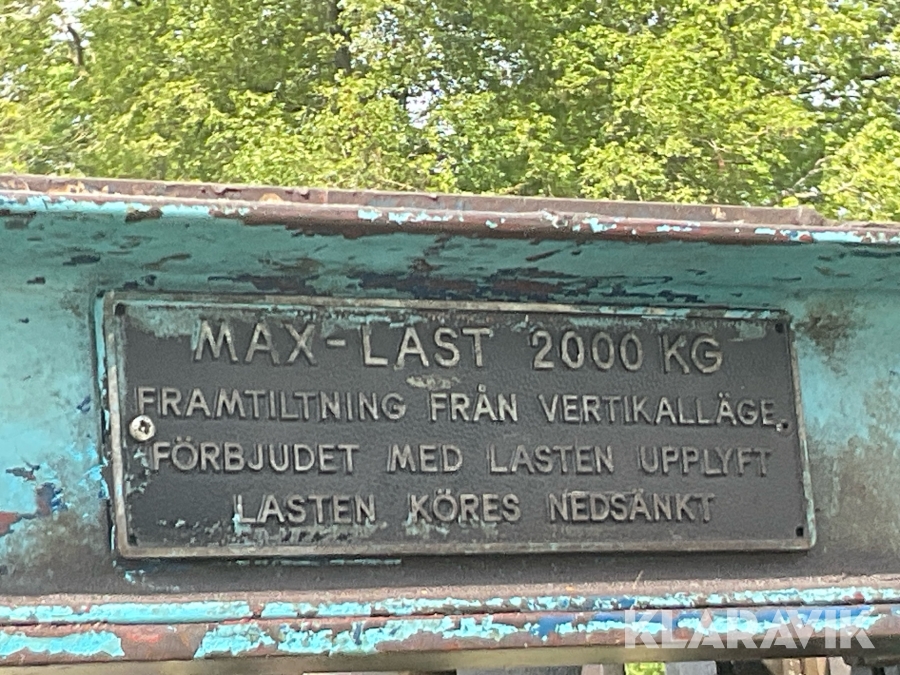 MAX-LAST 2000 KG
FRAMTILTNING FRÅN VERTIKALLÄGE
FÖRBJUDET MED LASTEN UPPLYFT
LASTEN KÖRES NEDSÄNKT
KLARAVIK